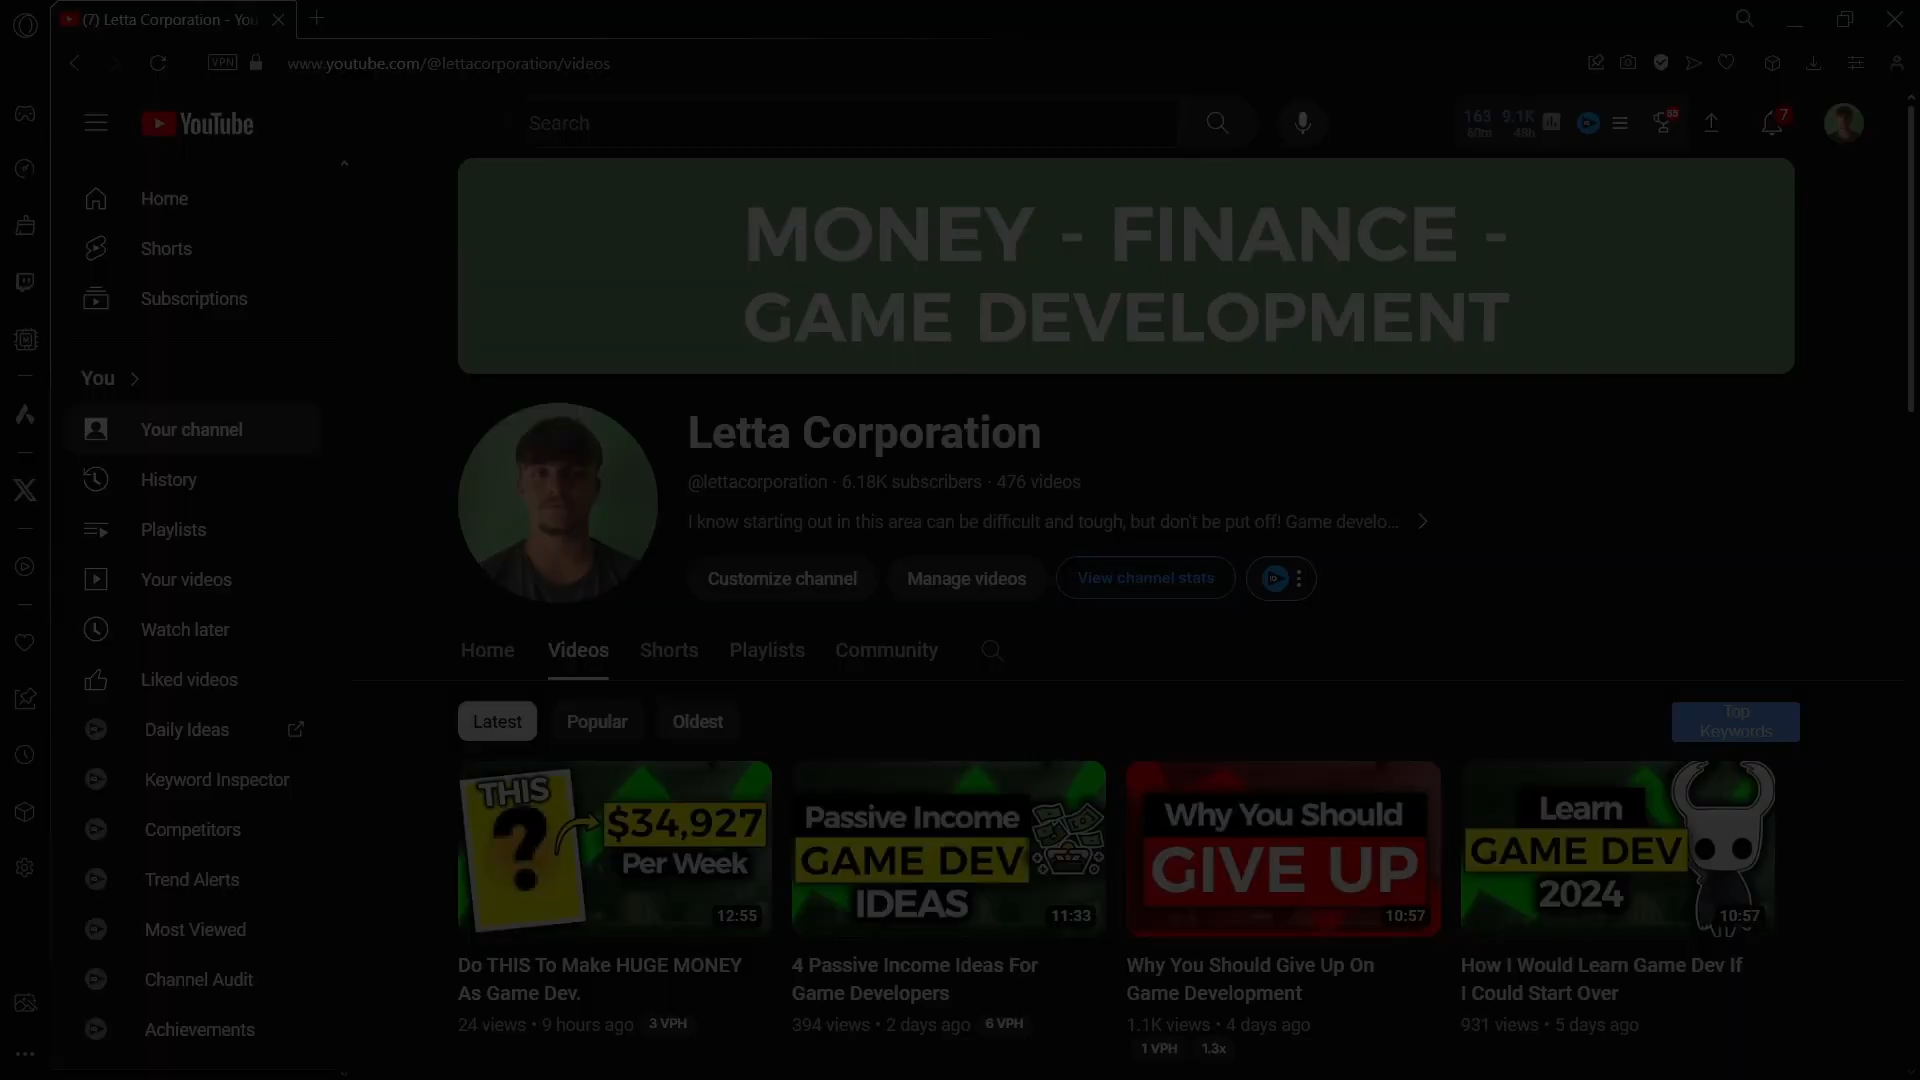 (7) Letta Corporation - You
VPN
www.youtube.com/@lettacorporation/videos
YouTube
Search
163 9.1K
60m 48h
7
Home
Shorts
Subscriptions
You
Your channel
History
Playlists
Your videos
Watch later
Liked videos
Daily Ideas
Keyword Inspector
Competitors
Trend Alerts
Most Viewed
Channel Audit
Achievements
MONEY - FINANCE -
GAME DEVELOPMENT
Letta Corporation
@lettacorporation · 6.18K subscribers · 476 videos
I know starting out in this area can be difficult and tough, but don't be put off! Game develo...
Customize channel
Manage videos
View channel stats
Home Videos Shorts Playlists Community
Latest Popular Oldest
Top
Keywords
THIS
?
$34,927
Per Week
12:55
Do THIS To Make HUGE MONEY
As Game Dev.
24 views • 9 hours ago 3 VPH
Passive Income
GAME DEV
IDEAS
11:33
4 Passive Income Ideas For
Game Developers
394 views • 2 days ago 6 VPH
Why You Should
GIVE UP
10:57
Why You Should Give Up On
Game Development
1.1K views • 4 days ago
1 VPH 1.3x
Learn
GAME DEV
2024
10:57
How I Would Learn Game Dev If
I Could Start Over
931 views • 5 days ago